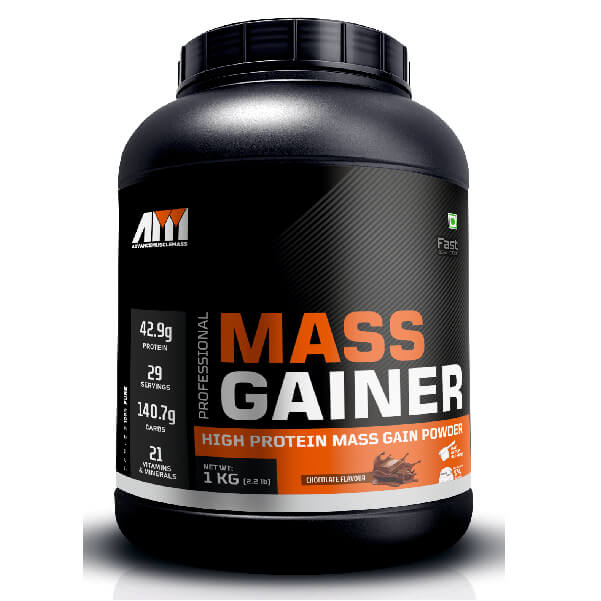 AMM
ADVANCEMUSCLEMASS
Fast
42.9g
PROTEIN
29
SERVINGS
140.7g
CARBS
21
VITAMINS
& MINERALS
PROFESSIONAL
MASS
GAINER
HIGH PROTEIN MASS GAIN POWDER
NET WT:
1 KG (2.2 lb)
CHOCOLATE FLAVOUR